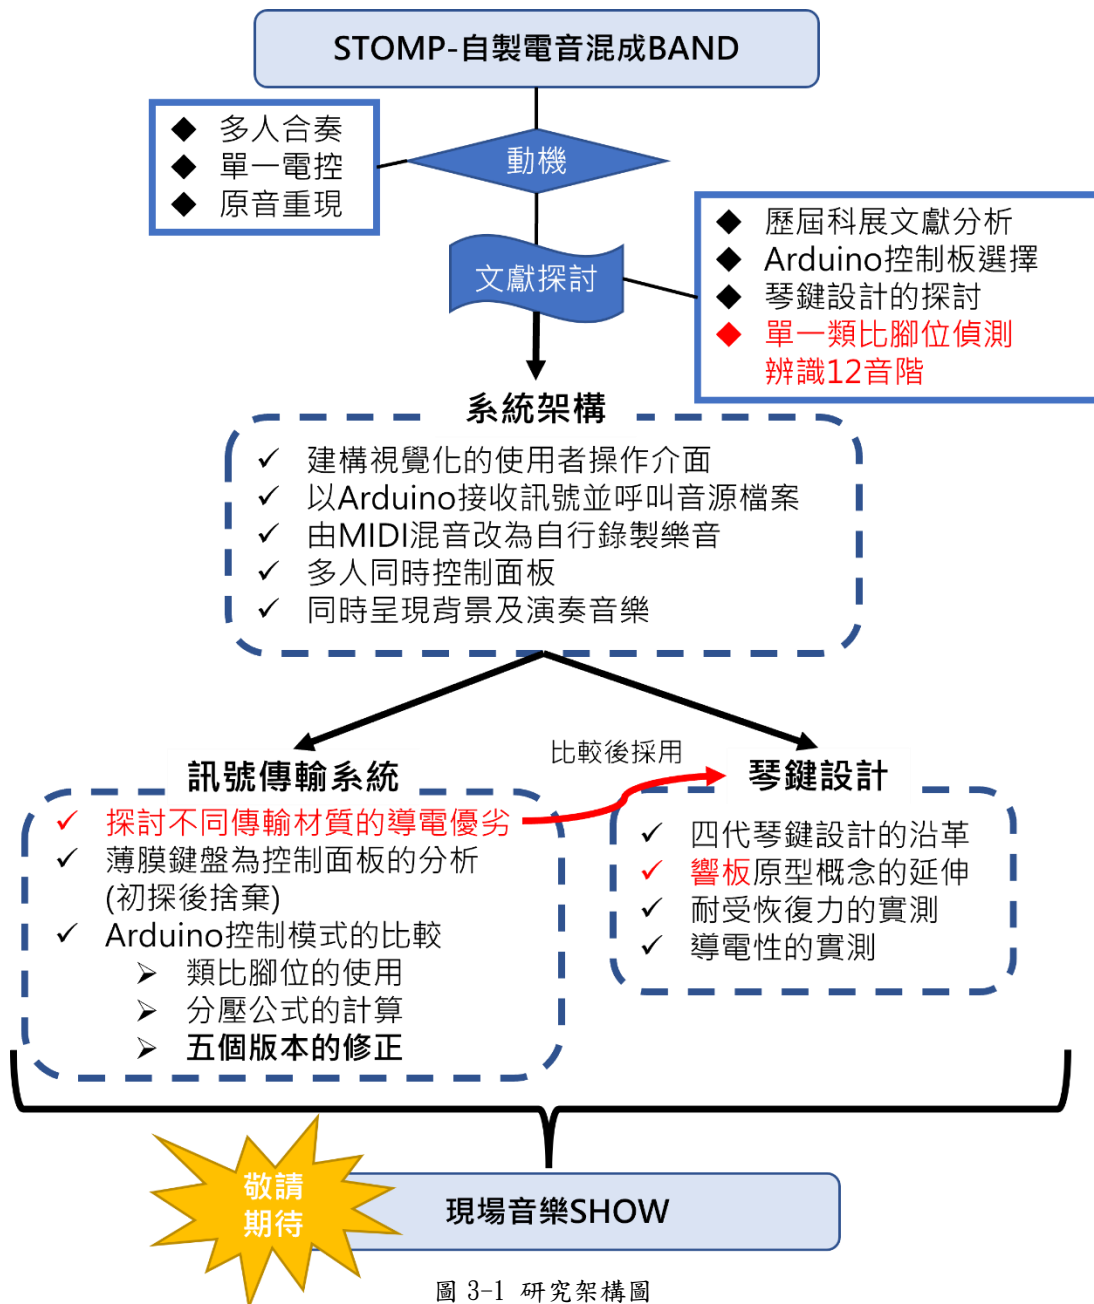 STOMP-自製電音混成BAND
◆ 多人合奏
◆ 單一電控
◆ 原音重現
動機
文獻探討
◆ 歷屆科展文獻分析
◆ Arduino控制板選擇
◆ 琴鍵設計的探討
◆ 單一類比腳位偵測
辨識12音階
系統架構
✓ 建構視覺化的使用者操作介面
✓ 以Arduino接收訊號並呼叫音源檔案
✓ 由MIDI混音改為自行錄製樂音
✓ 多人同時控制面板
✓ 同時呈現背景及演奏音樂
訊號傳輸系統
✓ 探討不同傳輸材質的導電優劣
✓ 薄膜鍵盤為控制面板的分析
(初探後捨棄)
✓ Arduino控制模式的比較
➢ 類比腳位的使用
➢ 分壓公式的計算
➢ 五個版本的修正
比較後採用
琴鍵設計
✓ 四代琴鍵設計的沿革
✓ 響板原型概念的延伸
✓ 耐受恢復力的實測
✓ 導電性的實測
敬請
期待
現場音樂SHOW
圖 3-1 研究架構圖